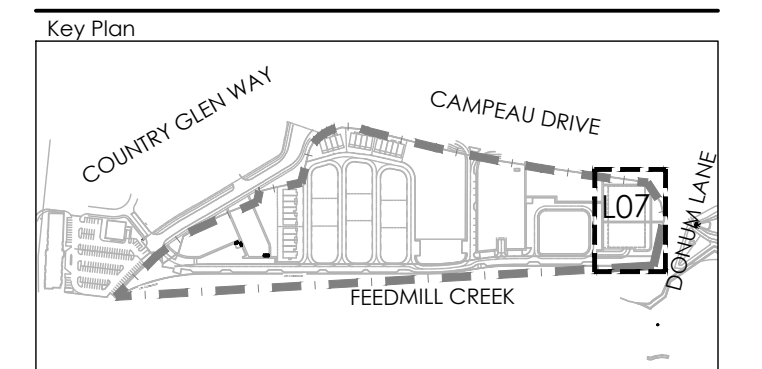 Key Plan
COUNTRY GLEN WAY
CAMPEAU DRIVE
DONUM LANE
L07
FEEDMILL CREEK